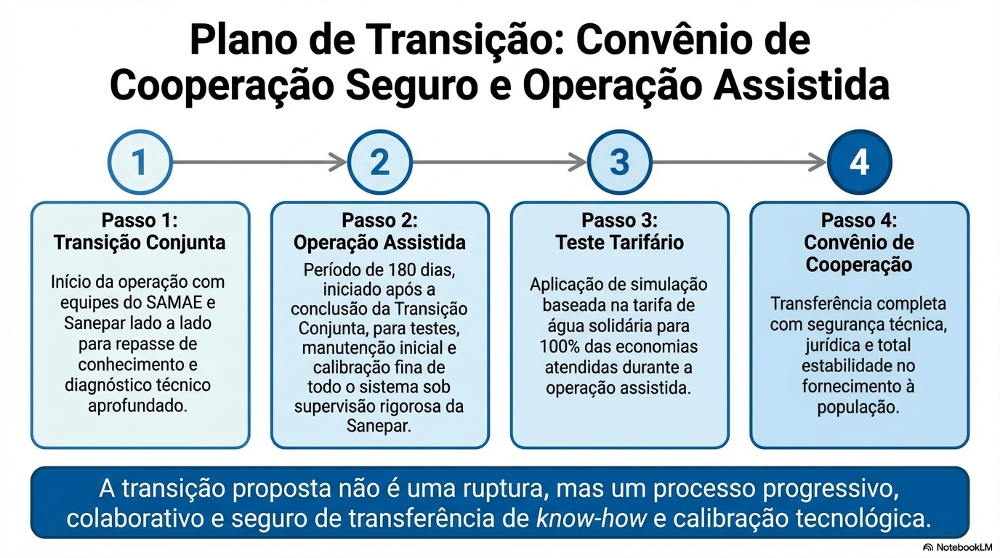 Plano de Transição: Convênio de
Cooperação Seguro e Operação Assistida
1
2
3
4
Passo 1:
Transição Conjunta
Início da operação com
equipes do SAMAE e
Sanepar lado a lado
para repasse de
conhecimento e
diagnóstico técnico
aprofundado.
Passo 2:
Operação Assistida
Período de 180 dias,
iniciado após a
conclusão da Transição
Conjunta, para testes,
manutenção inicial e
calibração fina de
todo o sistema sob
supervisão rigorosa da
Sanepar.
Passo 3:
Teste Tarifário
Aplicação de simulação
baseada na tarifa de
água solidária para
100% das economias
atendidas durante a
operação assistida.
Passo 4:
Convênio de
Cooperação
Transferência completa
com segurança técnica,
jurídica e total
estabilidade no
fornecimento à
população.
A transição proposta não é uma ruptura, mas um processo progressivo,
colaborativo e seguro de transferência de know-how e calibração tecnológica.
NotebookLM